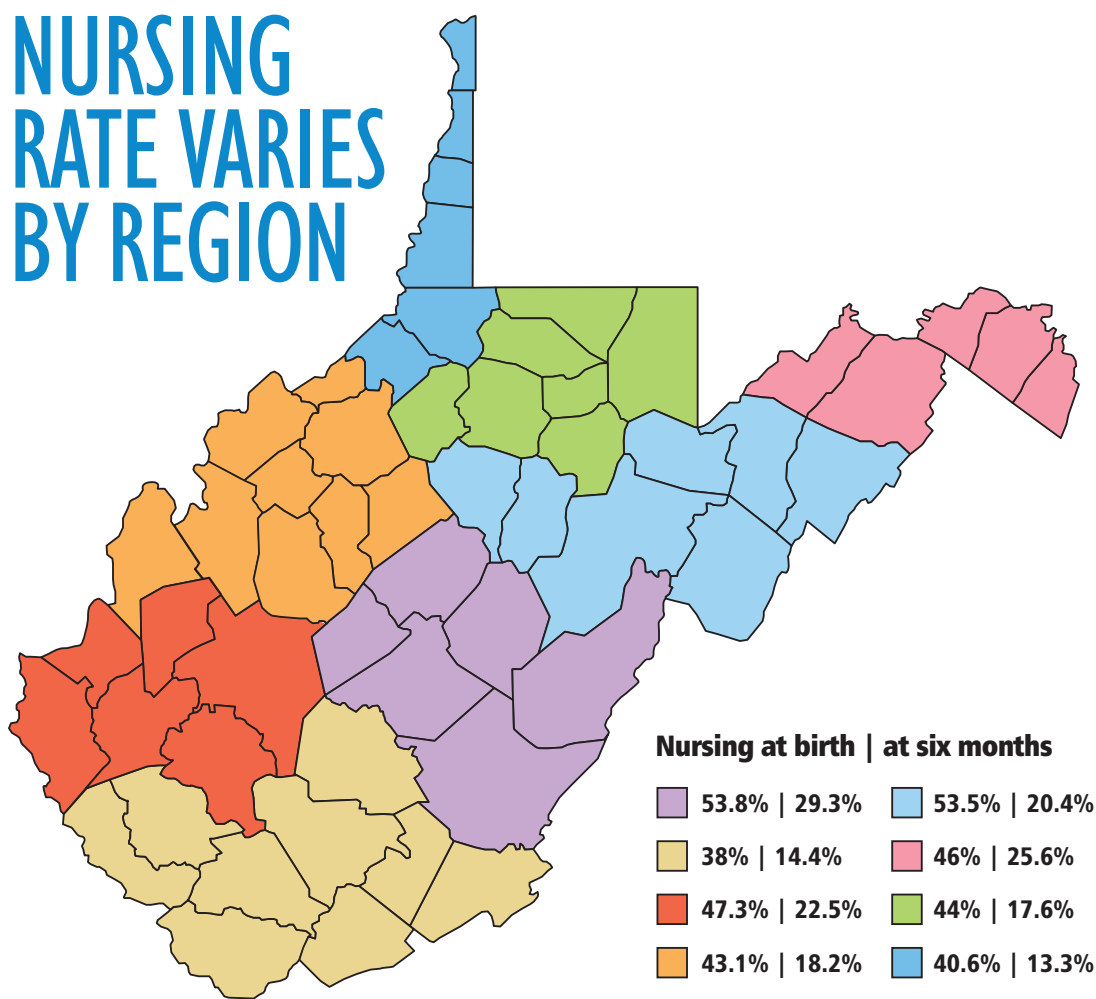 NURSING
RATE VARIES
BY REGION
Nursing at birth | at six months
53.8% | 29.3%
53.5% | 20.4%
38% | 14.4%
46% | 25.6%
47.3% | 22.5%
44% | 17.6%
43.1% | 18.2%
40.6% | 13.3%